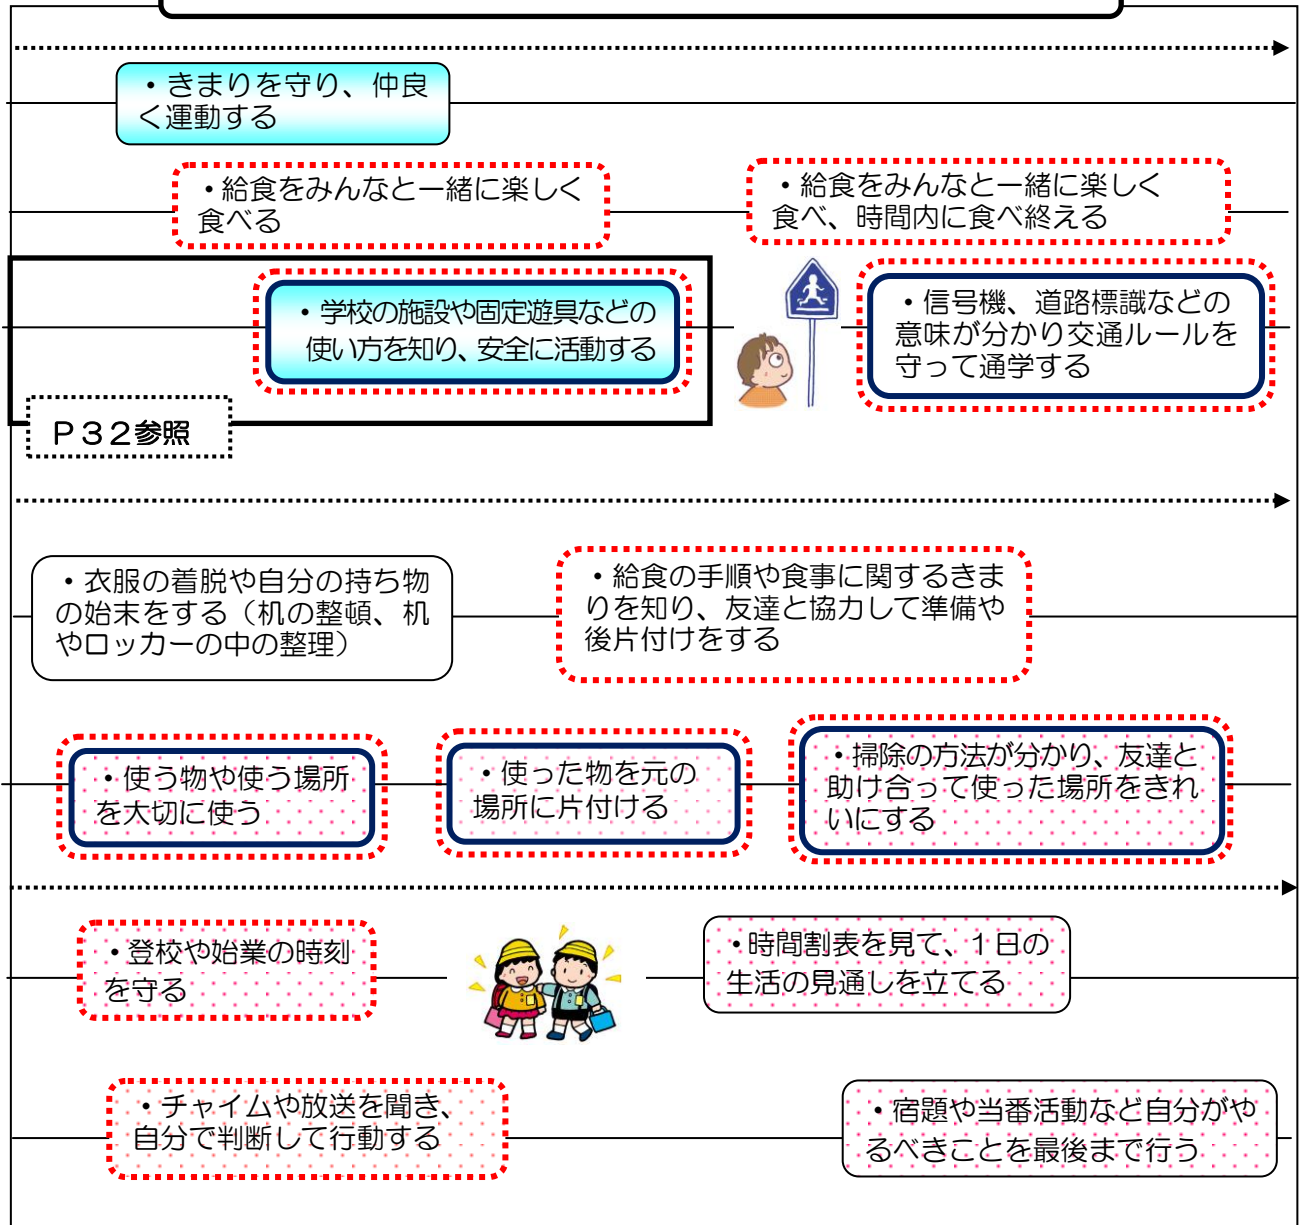 ・きまりを守り、仲良
く運動する
・給食をみんなと一緒に楽しく
食べる
・給食をみんなと一緒に楽しく
食べ、時間内に食べ終える
・学校の施設や固定遊具などの
使い方を知り、安全に活動する
・信号機、道路標識などの
意味が分かり交通ルールを
守って通学する
Ｐ３２参照
・衣服の着脱や自分の持ち物
の始末をする（机の整頓、机
やロッカーの中の整理）
・給食の手順や食事に関するきま
りを知り、友達と協力して準備や
後片付けをする
・使う物や使う場所
を大切に使う
・使った物を元の
場所に片付ける
・掃除の方法が分かり、友達と
助け合って使った場所をきれ
いにする
・登校や始業の時刻
を守る
・時間割表を見て、１日の
生活の見通しを立てる
・チャイムや放送を聞き、
自分で判断して行動する
・宿題や当番活動など自分がや
るべきことを最後まで行う